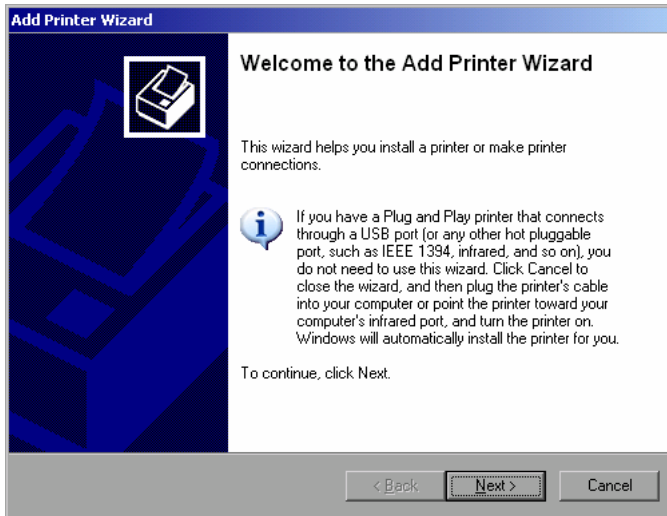 Add Printer Wizard
Welcome to the Add Printer Wizard
This wizard helps you install a printer or make printer
connections.
If you have a Plug and Play printer that connects
through a USB port (or any other hot pluggable
port, such as IEEE 1394, infrared, and so on), you
do not need to use this wizard. Click Cancel to
close the wizard, and then plug the printer's cable
into your computer or point the printer toward your
computer's infrared port, and turn the printer on.
Windows will automatically install the printer for you.
To continue, click Next.
< Back
Next >
Cancel